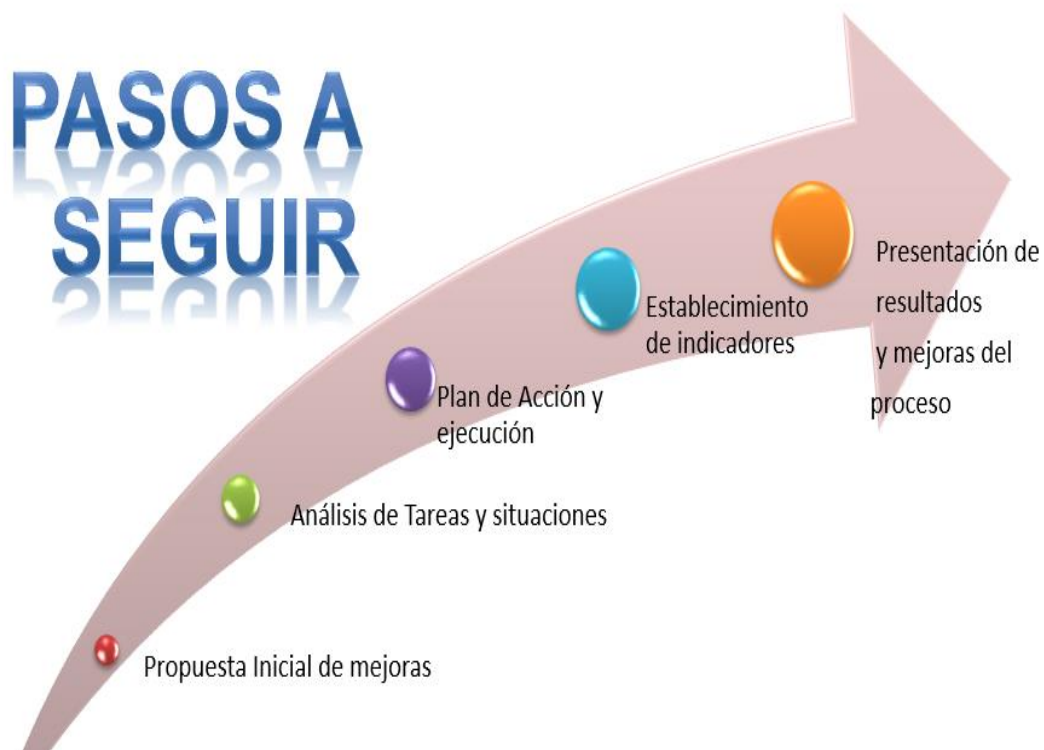 PASOS A
SEGUIR
Propuesta Inicial de mejoras
Análisis de Tareas y situaciones
Plan de Acción y
ejecución
Establecimiento
de indicadores
Presentación de
resultados
y mejoras del
proceso